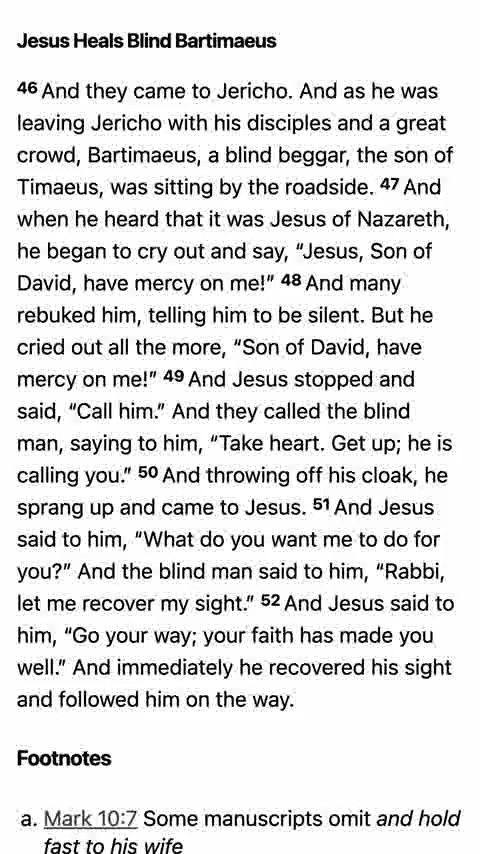 Jesus Heals Blind Bartimaeus
46 And they came to Jericho. And as he was
leaving Jericho with his disciples and a great
crowd, Bartimaeus, a blind beggar, the son of
Timaeus, was sitting by the roadside. 47 And
when he heard that it was Jesus of Nazareth,
he began to cry out and say, “Jesus, Son of
David, have mercy on me!” 48 And many
rebuked him, telling him to be silent. But he
cried out all the more, “Son of David, have
mercy on me!” 49 And Jesus stopped and
said, “Call him.” And they called the blind
man, saying to him, “Take heart. Get up; he is
calling you.” 50 And throwing off his cloak, he
sprang up and came to Jesus. 51 And Jesus
said to him, “What do you want me to do for
you?” And the blind man said to him, “Rabbi,
let me recover my sight.” 52 And Jesus said to
him, “Go your way; your faith has made you
well.” And immediately he recovered his sight
and followed him on the way.
Footnotes
a. Mark 10:7 Some manuscripts omit and hold
fast to his wife